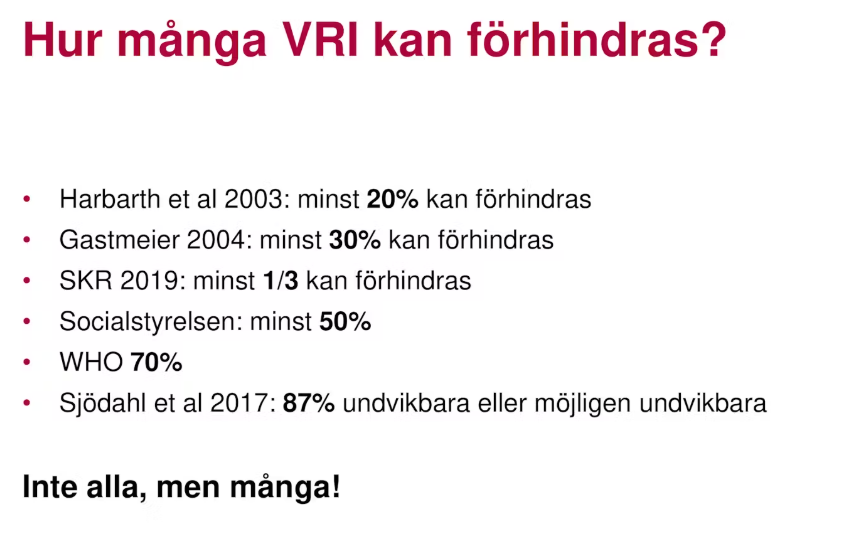 Hur många VRI kan förhindras?
• Harbarth et al 2003: minst 20% kan förhindras
• Gastmeier 2004: minst 30% kan förhindras
• SKR 2019: minst 1/3 kan förhindras
• Socialstyrelsen: minst 50%
• WHO 70%
• Sjödahl et al 2017: 87% undvikbara eller möjligen undvikbara
Inte alla, men många!